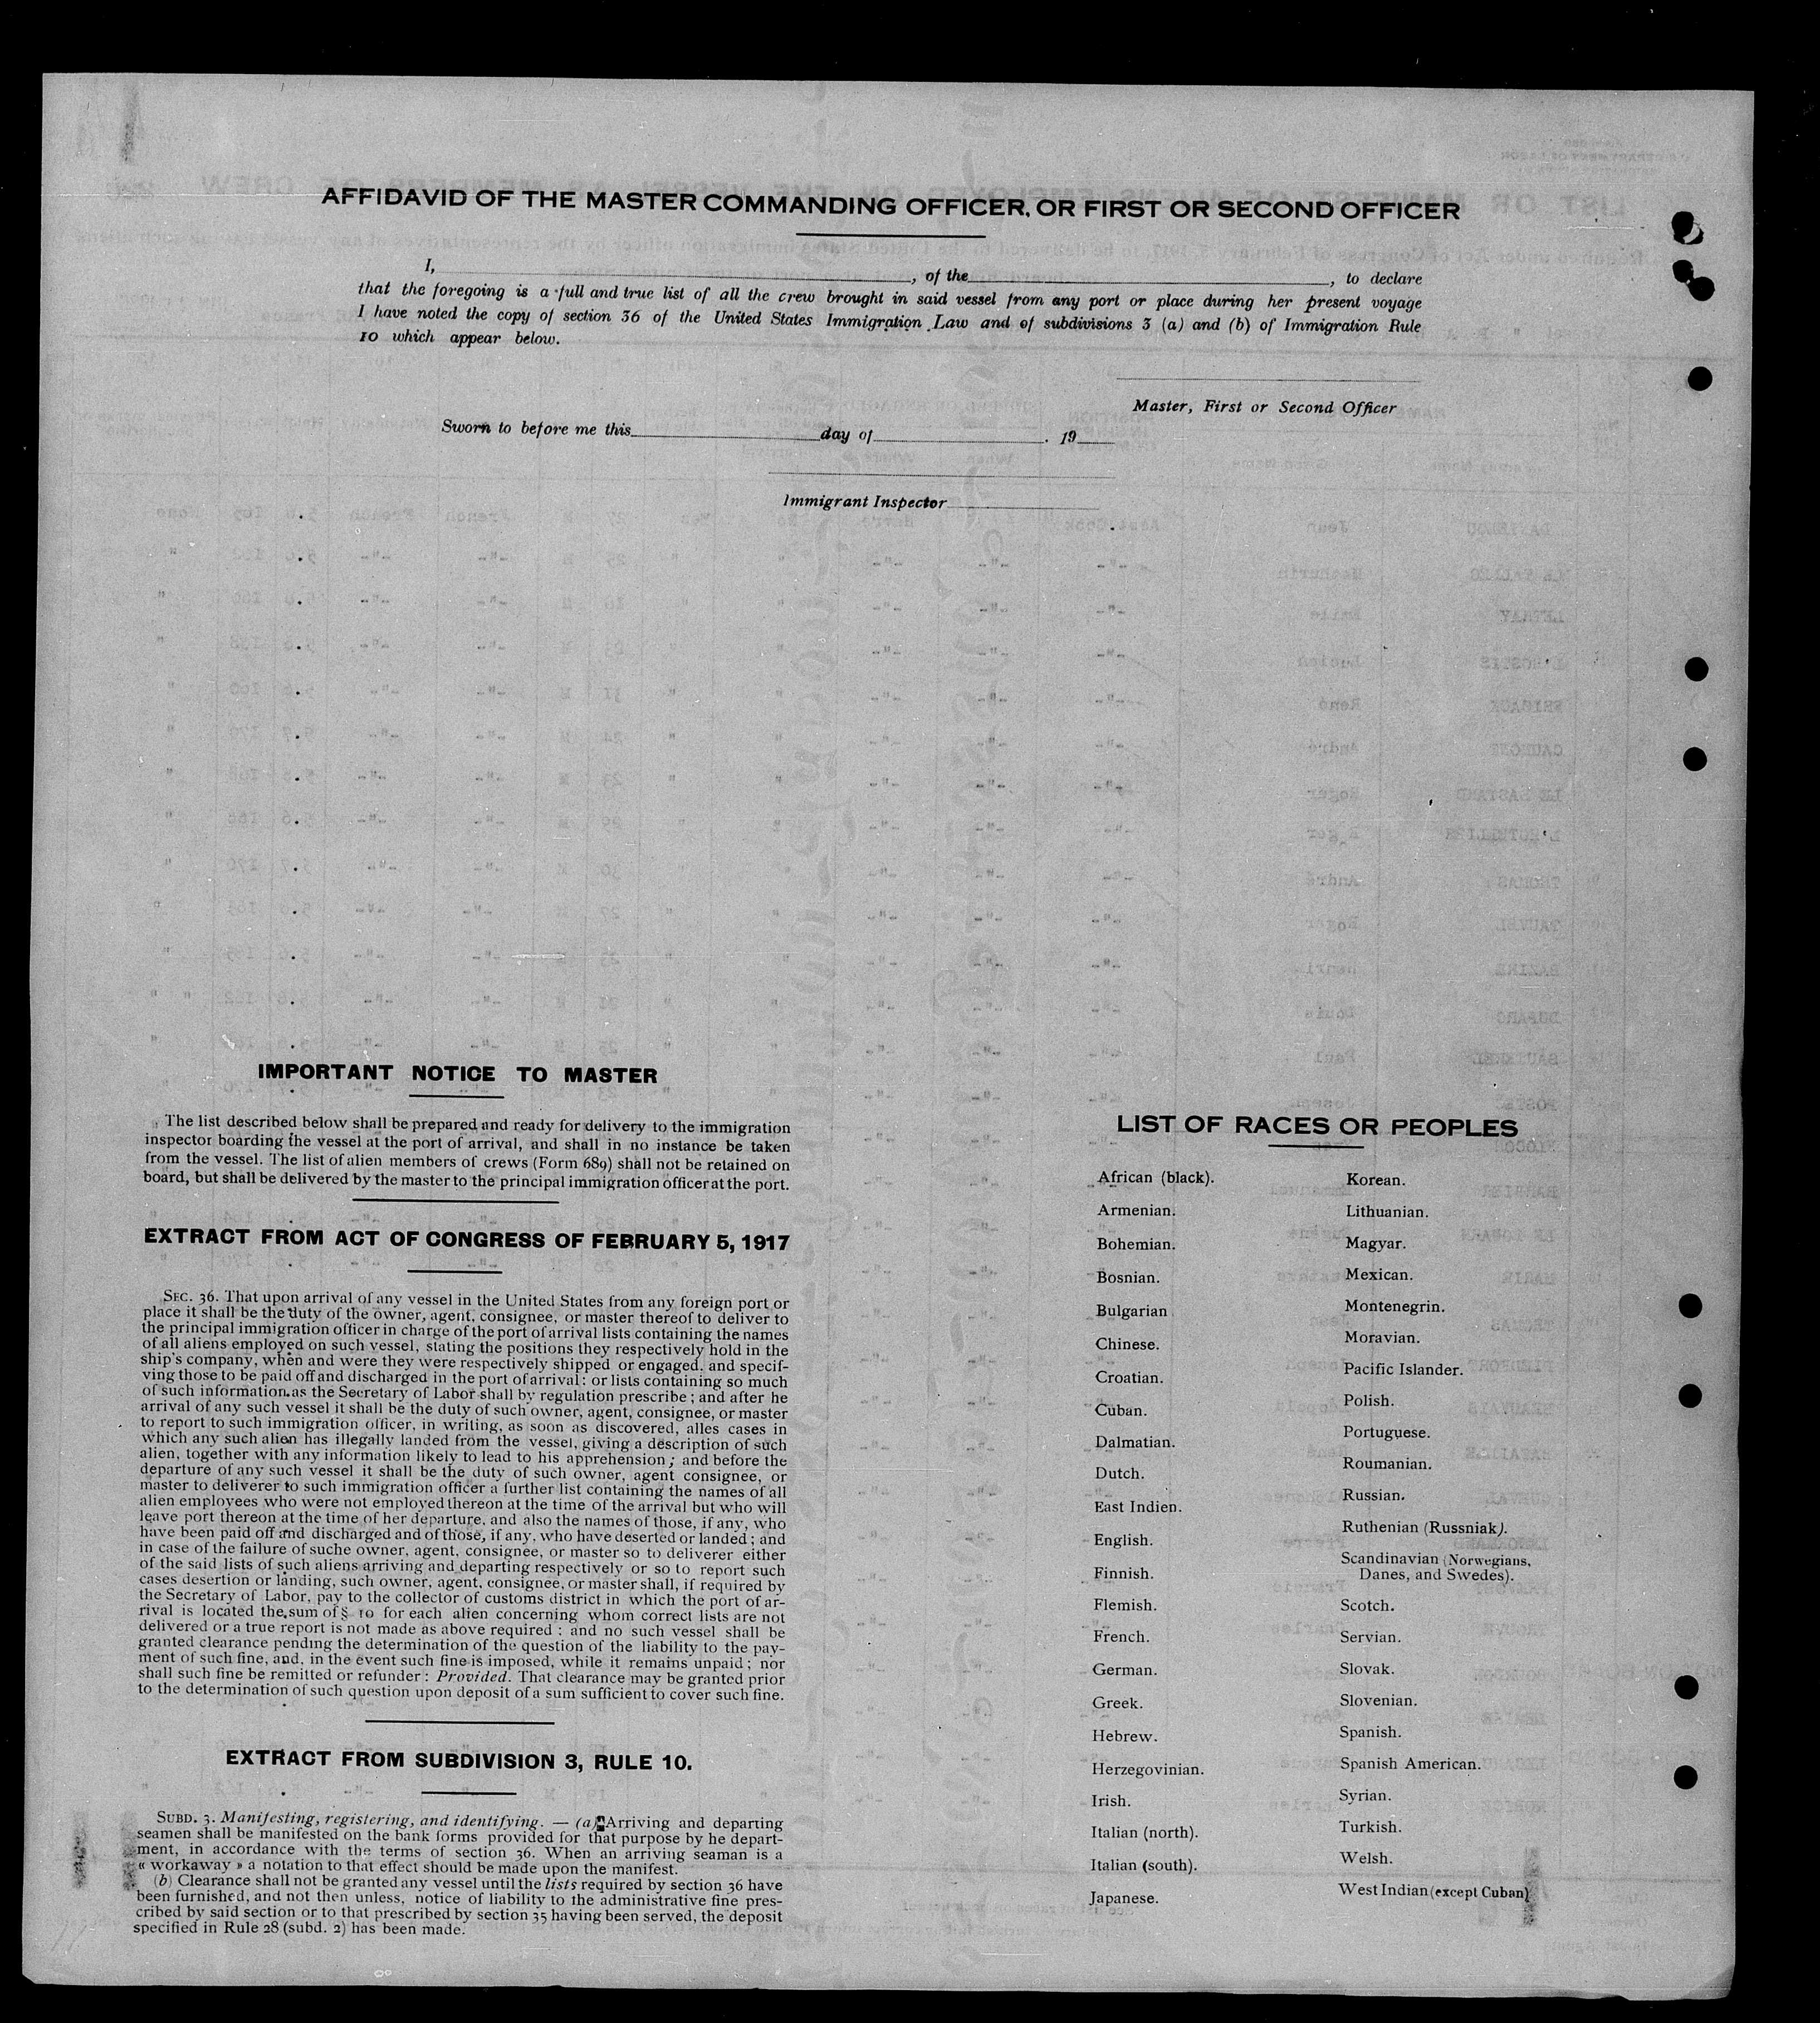 AFFIDAVID OF THE MASTER COMMANDING OFFICER, OR FIRST OR SECOND OFFICER
I, , of the , to declare
that the foregoing is a full and true list of all the crew brought in said vessel from any port or place during her present voyage
I have noted the copy of section 36 of the United States Immigration Law and of subdivisions 3 (a) and (b) of Immigration Rule
10 which appear below.
Master, First or Second Officer
Sworn to before me this day of . 19
Immigrant Inspector
IMPORTANT NOTICE TO MASTER
The list described below shall be prepared and ready for delivery to the immigration
inspector boarding the vessel at the port of arrival, and shall in no instance be taken
from the vessel. The list of alien members of crews (Form 689) shall not be retained on
board, but shall be delivered by the master to the principal immigration officer at the port.
EXTRACT FROM ACT OF CONGRESS OF FEBRUARY 5, 1917
SEC. 36. That upon arrival of any vessel in the United States from any foreign port or
place it shall be the duty of the owner, agent, consignee, or master thereof to deliver to
the principal immigration officer in charge of the port of arrival lists containing the names
of all aliens employed on such vessel, stating the positions they respectively hold in the
ship's company, when and were they were respectively shipped or engaged, and specif-
ving those to be paid off and discharged in the port of arrival: or lists containing so much
of such information as the Secretary of Labor shall by regulation prescribe; and after he
arrival of any such vessel it shall be the duty of such owner, agent, consignee, or master
to report to such immigration officer, in writing, as soon as discovered, alles cases in
which any such alien has illegally landed from the vessel, giving a description of such
alien, together with any information likely to lead to his apprehension; and before the
departure of any such vessel it shall be the duty of such owner, agent consignee, or
master to deliverer to such immigration officer a further list containing the names of all
alien employees who were not employed thereon at the time of the arrival but who will
leave port thereon at the time of her departure, and also the names of those, if any, who
have been paid off and discharged and of those, if any, who have deserted or landed; and
in case of the failure of suche owner, agent, consignee, or master so to deliverer either
of the said lists of such aliens arriving and departing respectively or so to report such
cases desertion or landing, such owner, agent, consignee, or master shall, if required by
the Secretary of Labor, pay to the collector of customs district in which the port of ar-
rival is located the sum of § 10 for each alien concerning whom correct lists are not
delivered or a true report is not made as above required : and no such vessel shall be
granted clearance pending the determination of the question of the liability to the pay-
ment of such fine, and, in the event such fine is imposed, while it remains unpaid; nor
shall such fine be remitted or refunder : Provided. That clearance may be granted prior
to the determination of such question upon deposit of a sum sufficient to cover such fine.
EXTRACT FROM SUBDIVISION 3, RULE 10.
SUBD. 3. Manifesting, registering, and identifying. — (a) Arriving and departing
seamen shall be manifested on the bank forms provided for that purpose by he depart-
ment, in accordance with the terms of section 36. When an arriving seaman is a
« workaway » a notation to that effect should be made upon the manifest.
(b) Clearance shall not be granted any vessel until the lists required by section 36 have
been furnished, and not then unless, notice of liability to the administrative fine pres-
cribed by said section or to that prescribed by section 35 having been served, the deposit
specified in Rule 28 (subd. 2) has been made.
LIST OF RACES OR PEOPLES
African (black).
Armenian.
Bohemian.
Bosnian.
Bulgarian
Chinese.
Croatian.
Cuban.
Dalmatian.
Dutch.
East Indien.
English.
Finnish.
Flemish.
French.
German.
Greek.
Hebrew.
Herzegovinian.
Irish.
Italian (north).
Italian (south).
Japanese.
Korean.
Lithuanian.
Magyar.
Mexican.
Montenegrin.
Moravian.
Pacific Islander.
Polish.
Portuguese.
Roumanian.
Russian.
Ruthenian (Russniak).
Scandinavian (Norwegians,
Danes, and Swedes).
Scotch.
Servian.
Slovak.
Slovenian.
Spanish.
Spanish American.
Syrian.
Turkish.
Welsh.
West Indian (except Cuban)